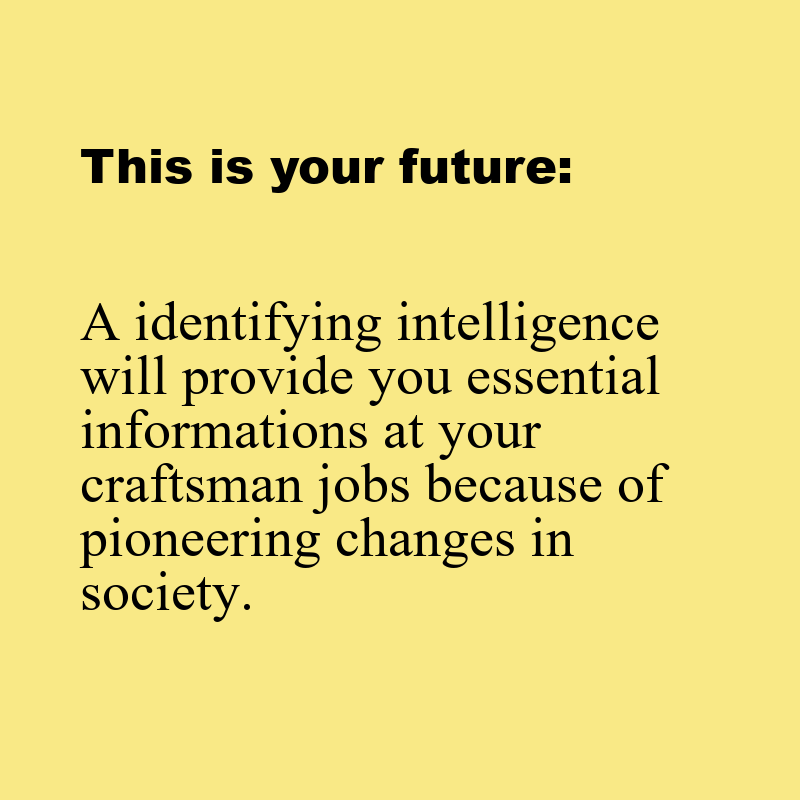 This is your future:
A identifying intelligence
will provide you essential
informations at your
craftsman jobs because of
pioneering changes in
society.